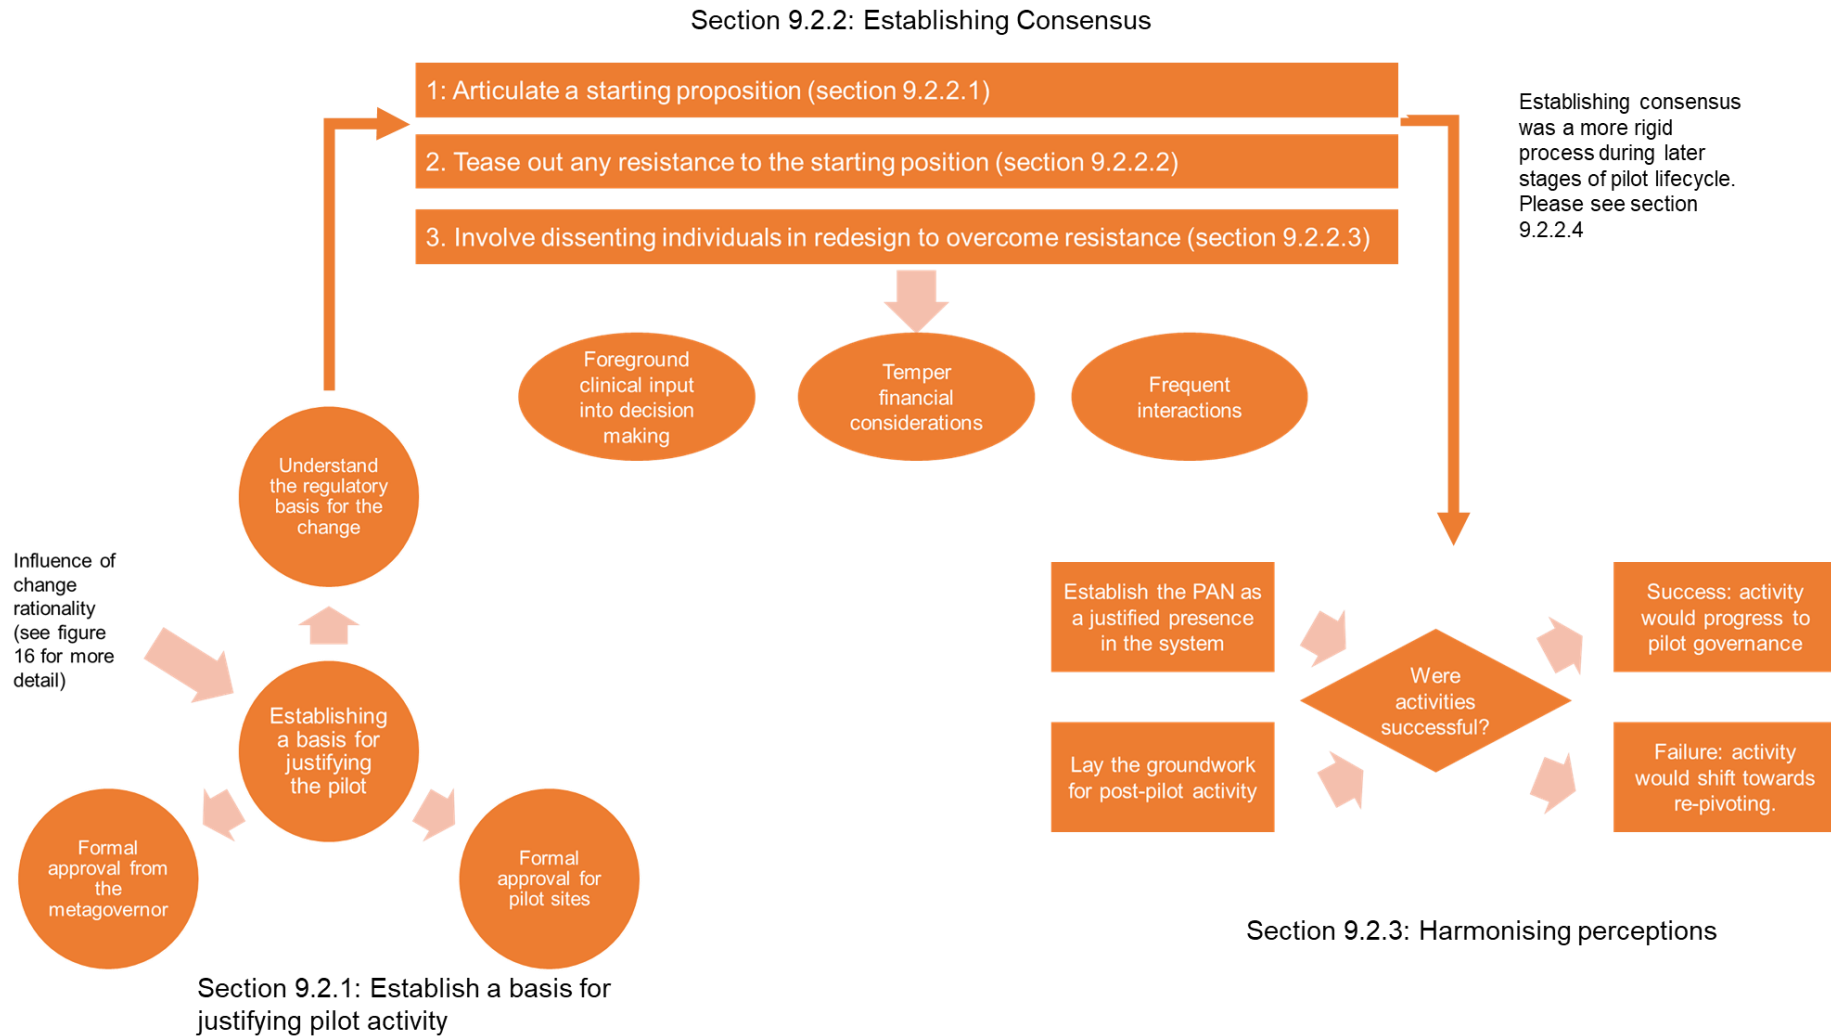 Section 9.2.2: Establishing Consensus
1: Articulate a starting proposition (section 9.2.2.1)
2. Tease out any resistance to the starting position (section 9.2.2.2)
3. Involve dissenting individuals in redesign to overcome resistance (section 9.2.2.3)
Establishing consensus
was a more rigid
process during later
stages of pilot lifecycle.
Please see section
9.2.2.4
Foreground
clinical input
into decision
making
Temper
financial
considerations
Frequent
interactions
Understand
the regulatory
basis for the
change
Influence of
change
rationality
(see figure
16 for more
detail)
Establishing
a basis for
justifying
the pilot
Formal
approval from
the
metagovernor
Formal
approval for
pilot sites
Section 9.2.1: Establish a basis for
justifying pilot activity
Establish the PAN as
a justified presence
in the system
Lay the groundwork
for post-pilot activity
Were
activities
successful?
Success: activity
would progress to
pilot governance
Failure: activity
would shift towards
re-pivoting.
Section 9.2.3: Harmonising perceptions